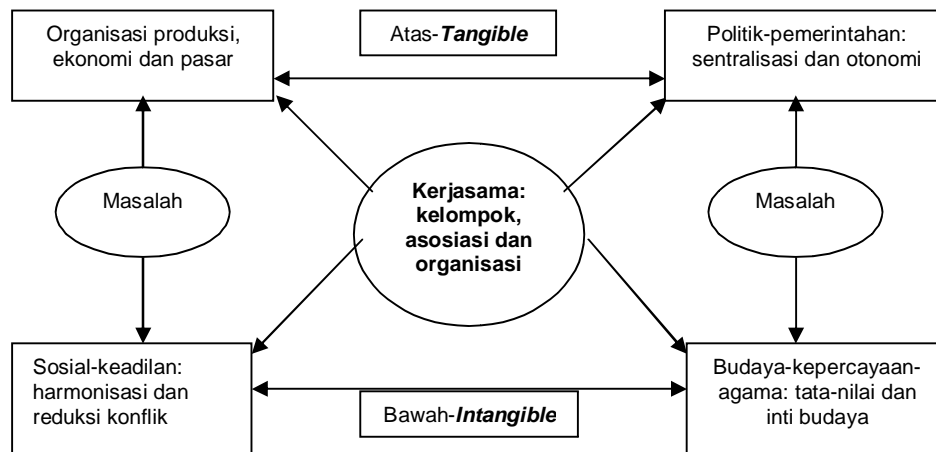 Organisasi produksi,
ekonomi dan pasar
Atas-Tangible
Politik-pemerintahan:
sentralisasi dan otonomi
Masalah
Kerjasama:
kelompok,
asosiasi dan
organisasi
Masalah
Sosial-keadilan:
harmonisasi dan
reduksi konflik
Bawah-Intangible
Budaya-kepercayaan-
agama: tata-nilai dan
inti budaya